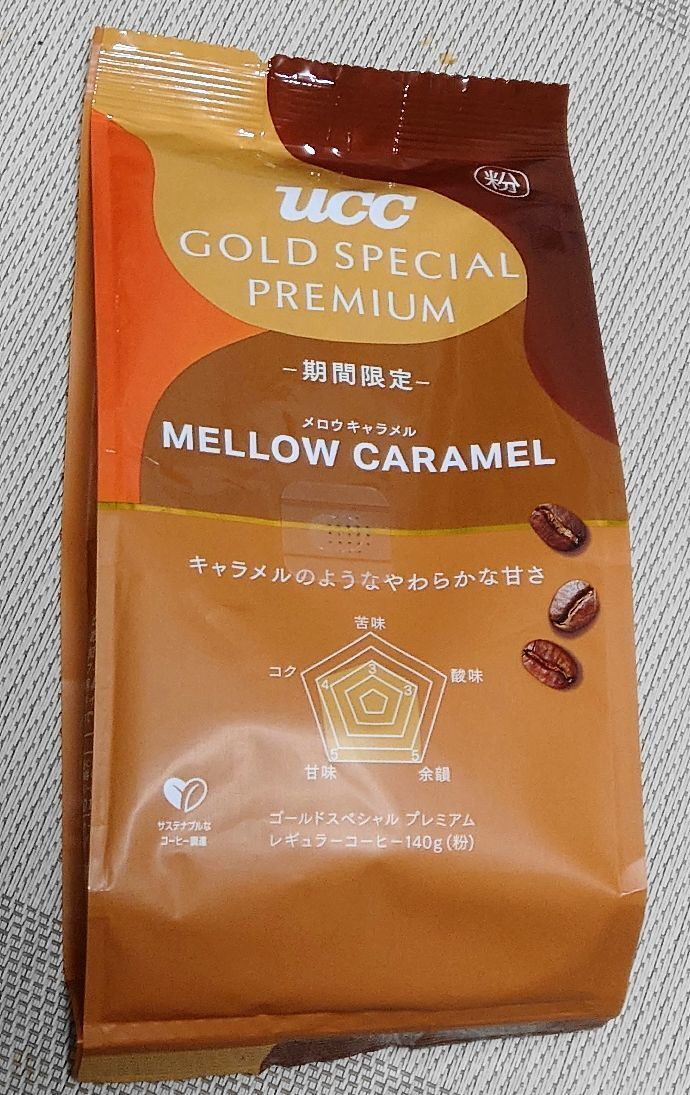 粉
ucc
GOLD SPECIAL
PREMIUM
–期間限定–
メロウキャラメル
MELLOW CARAMEL
キャラメルのようなやわらかな甘さ
苦味
コク
酸味
3
4
3
5
5
甘味
余韻
サステナブルな
コーヒー調達
ゴールドスペシャル プレミアム
レギュラーコーヒー140g(粉)